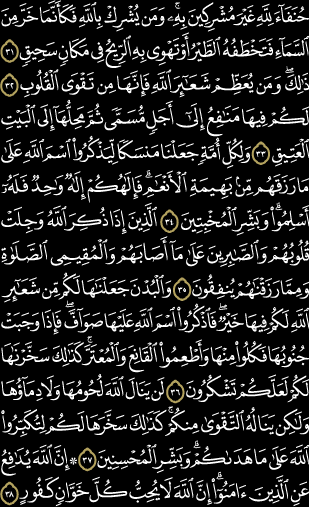 حُنَفَآءَ لِلَّهِ غَيْرَ مُشْرِكِينَ بِهِۦۚ وَمَن يُشْرِكْ بِٱللَّهِ فَكَأَنَّمَا خَرَّ مِنَ
ٱلسَّمَآءِ فَتَخْطَفُهُ ٱلطَّيْرُ أَوْ تَهْوِى بِهِ ٱلرِّيحُ فِى مَكَانٍ سَحِيقٍ ٣١
ذَٰلِكَۖ وَمَن يُعَظِّمْ شَعَٰٓئِرَ ٱللَّهِ فَإِنَّهَا مِن تَقْوَى ٱلْقُلُوبِ ٣٢
لَكُمْ فِيهَا مَنَٰفِعُ إِلَىٰٓ أَجَلٍ مُّسَمًّى ثُمَّ مَحِلُّهَآ إِلَى ٱلْبَيْتِ
ٱلْعَتِيقِ ٣٣ وَلِكُلِّ أُمَّةٍ جَعَلْنَا مَنسَكًا لِّيَذْكُرُوا۟ ٱسْمَ ٱللَّهِ عَلَىٰ
مَا رَزَقَهُم مِّنۢ بَهِيمَةِ ٱلْأَنْعَٰمِۗ فَإِلَٰهُكُمْ إِلَٰهٌ وَٰحِدٌ فَلَهُۥٓ
أَسْلِمُوا۟ۗ وَبَشِّرِ ٱلْمُخْبِتِينَ ٣٤ ٱلَّذِينَ إِذَا ذُكِرَ ٱللَّهُ وَجِلَتْ
قُلُوبُهُمْ وَٱلصَّٰبِرِينَ عَلَىٰ مَآ أَصَابَهُمْ وَٱلْمُقِيمِى ٱلصَّلَوٰةِ
وَمِمَّا رَزَقْنَٰهُمْ يُنفِقُونَ ٣٥ وَٱلْبُدْنَ جَعَلْنَٰهَا لَكُم مِّن شَعَٰٓئِرِ
ٱللَّهِ لَكُمْ فِيهَا خَيْرٌۖ فَٱذْكُرُوا۟ ٱسْمَ ٱللَّهِ عَلَيْهَا صَوَآفَّۖ فَإِذَا وَجَبَتْ
جُنُوبُهَا فَكُلُوا۟ مِنْهَا وَأَطْعِمُوا۟ ٱلْقَانِعَ وَٱلْمُعْتَرَّۚ كَذَٰلِكَ سَخَّرْنَٰهَا
لَكُمْ لَعَلَّكُمْ تَشْكُرُونَ ٣٦ لَن يَنَالَ ٱللَّهَ لُحُومُهَا وَلَا دِمَآؤُهَا
وَلَٰكِن يَنَالُهُ ٱلتَّقْوَىٰ مِنكُمْۚ كَذَٰلِكَ سَخَّرَهَا لَكُمْ لِتُكَبِّرُوا۟
ٱللَّهَ عَلَىٰ مَا هَدَىٰكُمْۗ وَبَشِّرِ ٱلْمُحْسِنِينَ ٣٧ ۞ إِنَّ ٱللَّهَ يُدَٰفِعُ
عَنِ ٱلَّذِينَ ءَامَنُوٓا۟ۗ إِنَّ ٱللَّهَ لَا يُحِبُّ كُلَّ خَوَّانٍ كَفُورٍ ٣٨